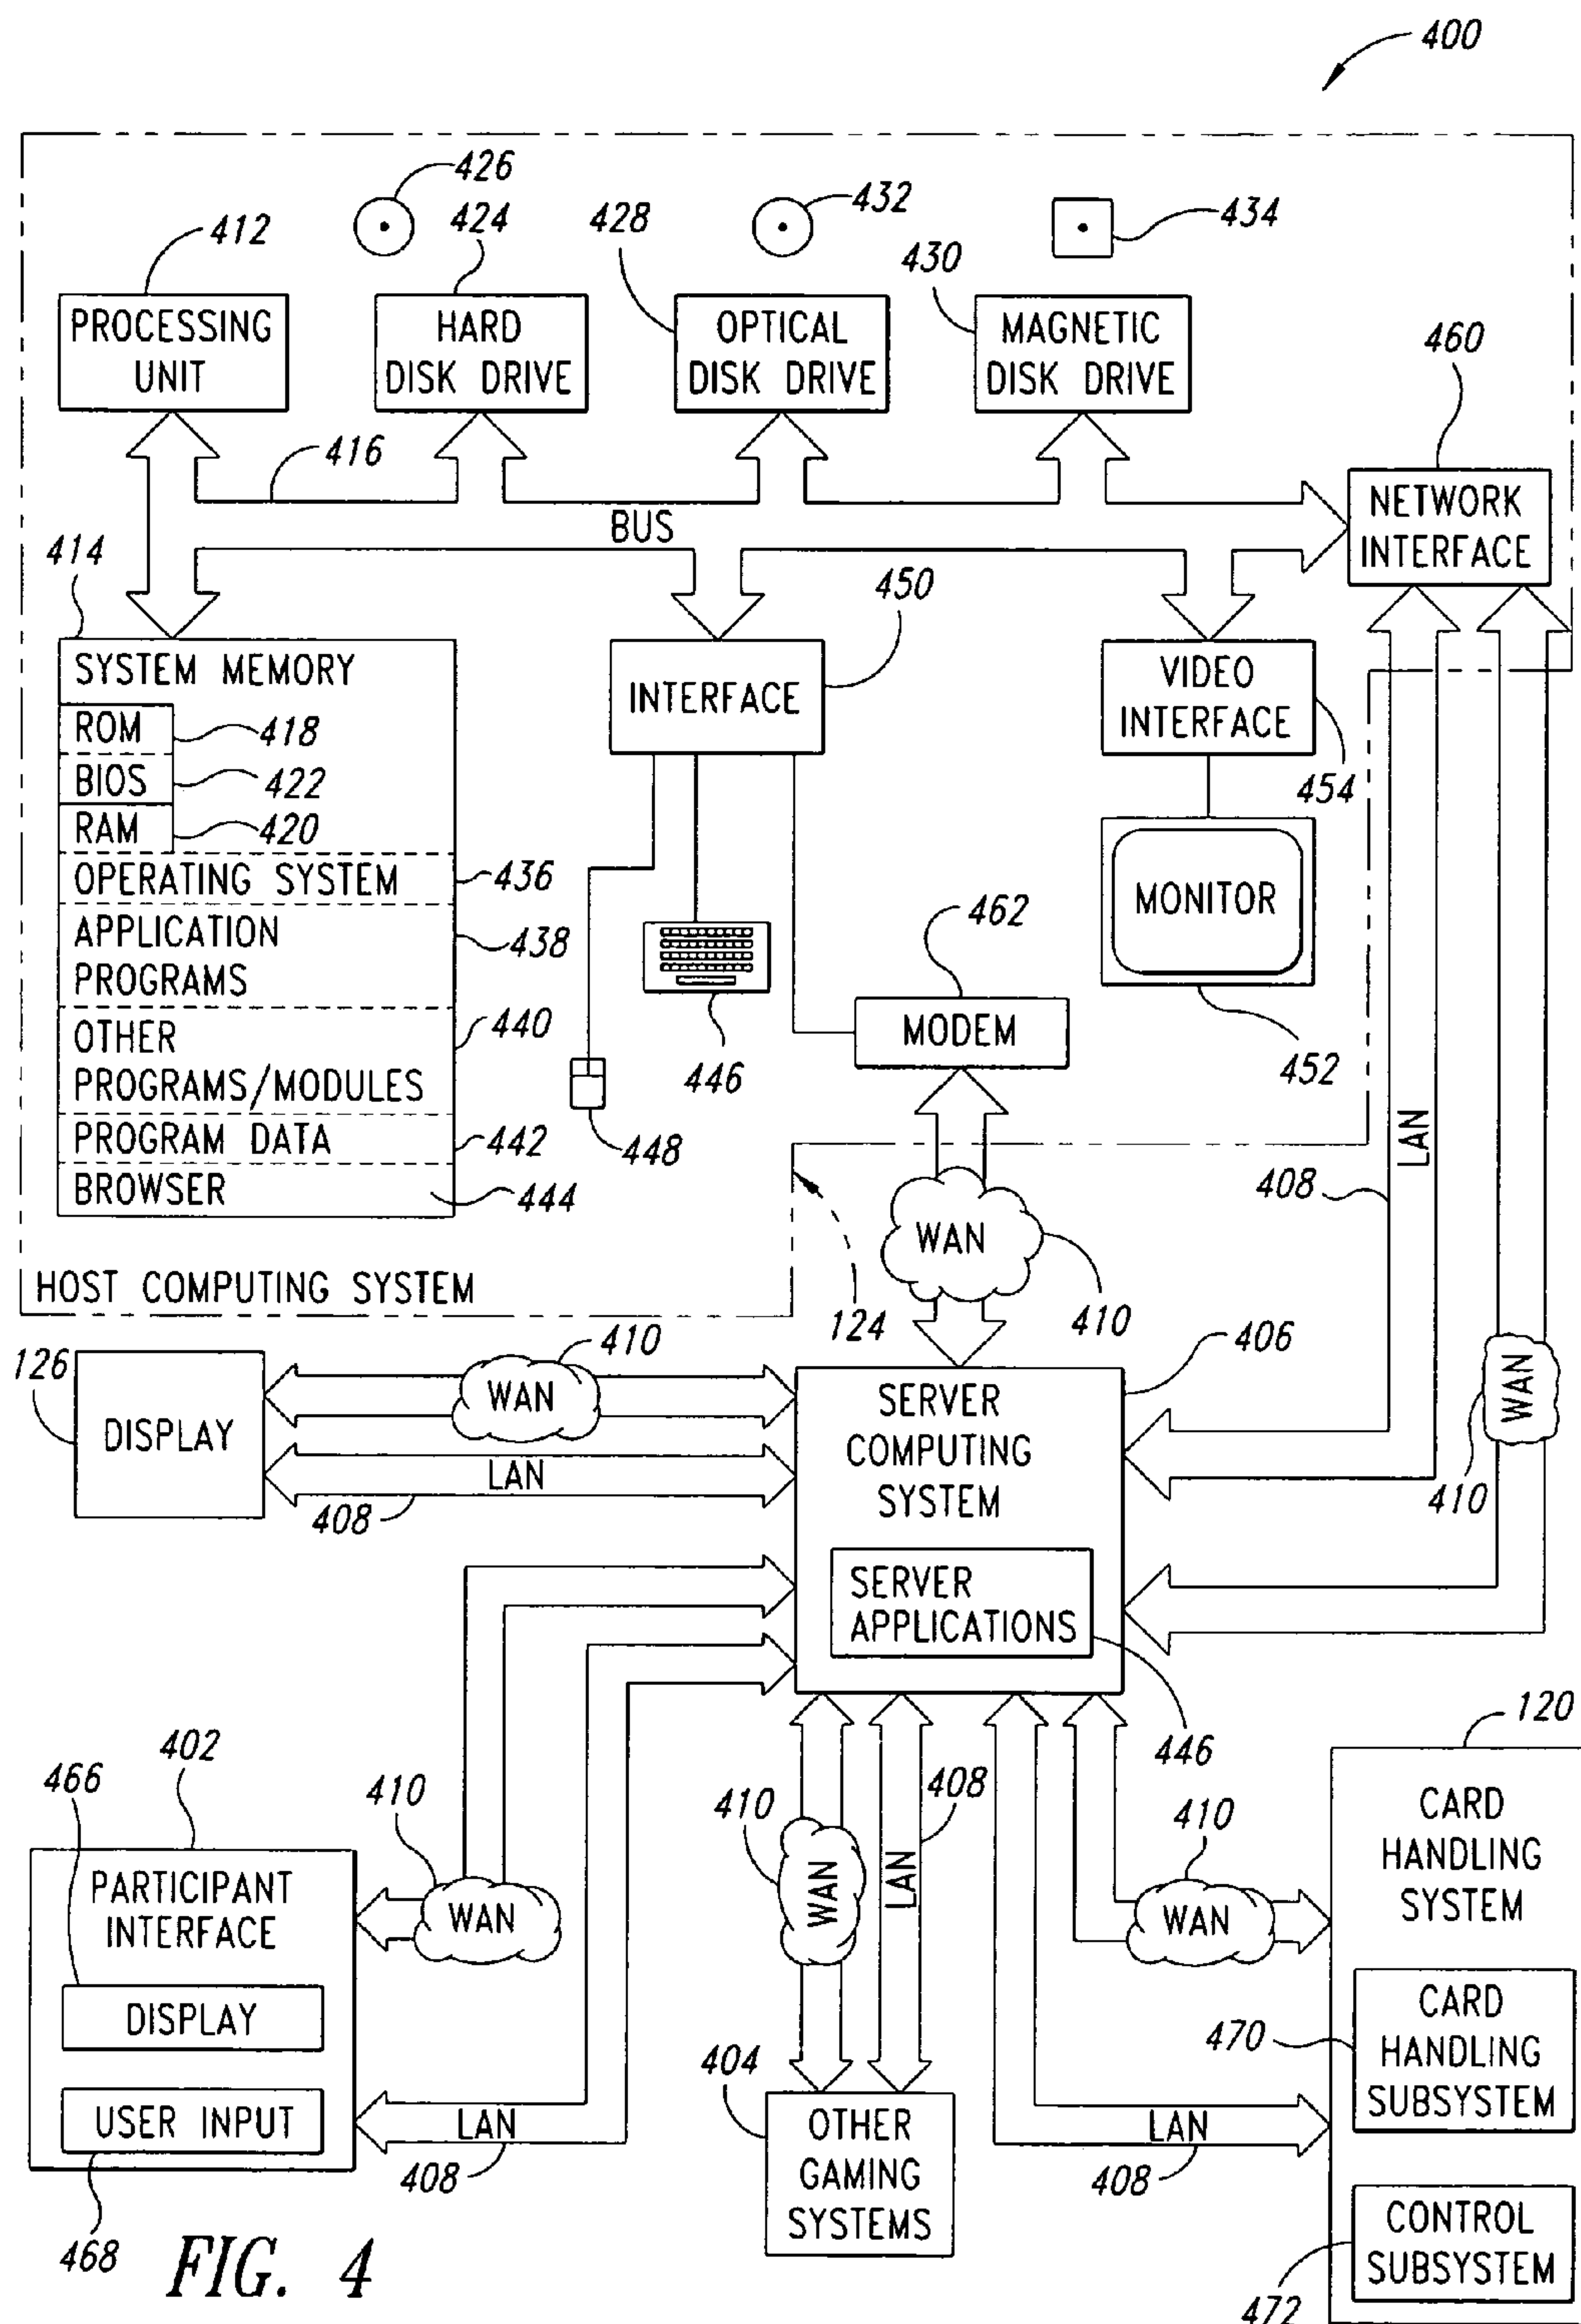 400
426
412
424
428
432
434
430
PROCESSING
UNIT
HARD
DISK DRIVE
OPTICAL
DISK DRIVE
MAGNETIC
DISK DRIVE
460
416
BUS
NETWORK
INTERFACE
414
450
SYSTEM MEMORY
ROM
418
BIOS
422
RAM
420
OPERATING SYSTEM
436
APPLICATION
PROGRAMS
438
OTHER
PROGRAMS/MODULES
440
PROGRAM DATA
442
BROWSER
444
INTERFACE
VIDEO
INTERFACE
454
MONITOR
452
462
MODEM
446
448
LAN
408
WAN
410
HOST COMPUTING SYSTEM
124
126
DISPLAY
410
WAN
LAN
408
406
SERVER
COMPUTING
SYSTEM
SERVER
APPLICATIONS
446
WAN
410
402
466
410
PARTICIPANT
INTERFACE
WAN
DISPLAY
USER INPUT
LAN
408
468
410
WAN
408
LAN
404
OTHER
GAMING
SYSTEMS
410
WAN
LAN
408
120
CARD
HANDLING
SYSTEM
470
CARD
HANDLING
SUBSYSTEM
CONTROL
SUBSYSTEM
472
FIG. 4